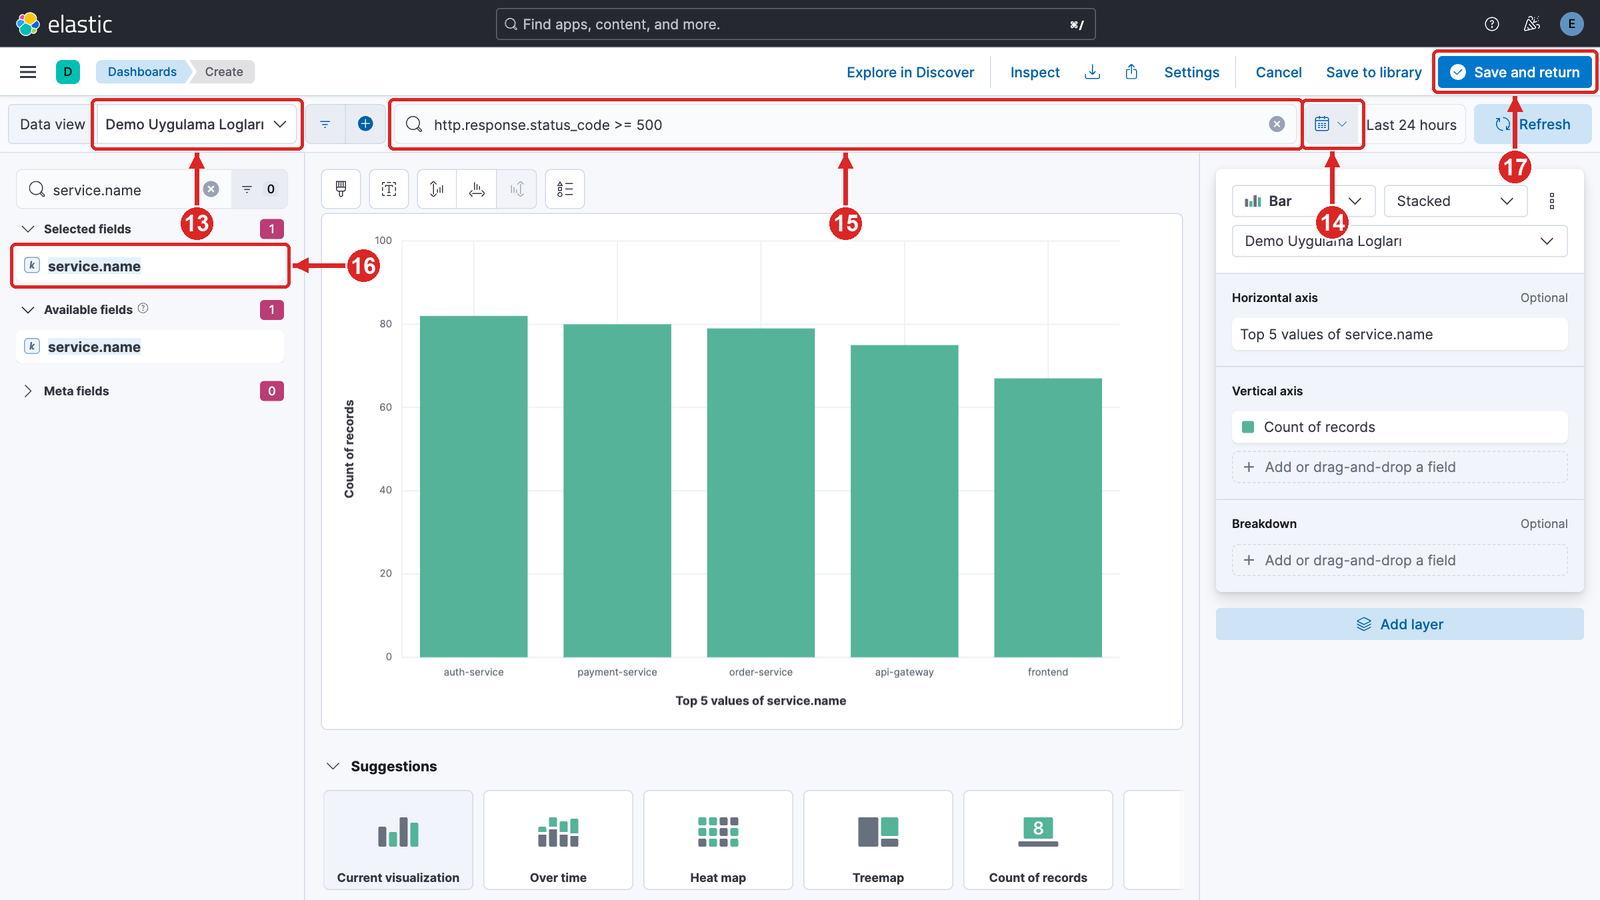 elastic
Find apps, content, and more.
⌘/
E
D
Dashboards
Create
Explore in Discover
Inspect
Settings
Cancel
Save to library
Save and return
Data view
Demo Uygulama Logları
http.response.status_code >= 500
Last 24 hours
Refresh
13
15
14
17
service.name
0
Selected fields
1
k service.name
16
Available fields
1
k service.name
Meta fields
0
100
80
60
40
20
0
Count of records
auth-service
payment-service
order-service
api-gateway
frontend
Top 5 values of service.name
Bar
Stacked
Demo Uygulama Logları
Horizontal axis
Optional
Top 5 values of service.name
Vertical axis
Count of records
Add or drag-and-drop a field
Breakdown
Optional
Add or drag-and-drop a field
Add layer
Suggestions
Current visualization
Over time
Heat map
Treemap
8
Count of records